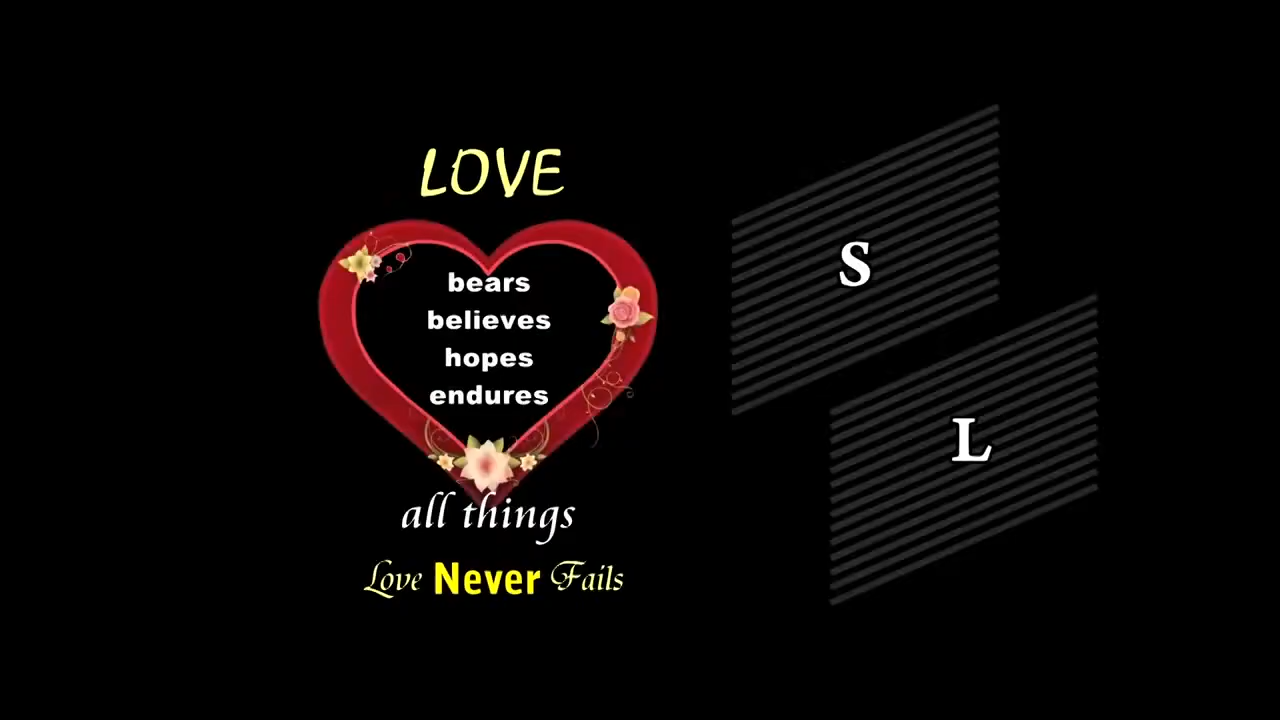 LOVE
bears
believes
hopes
endures
all things
Love Never Fails
S
L